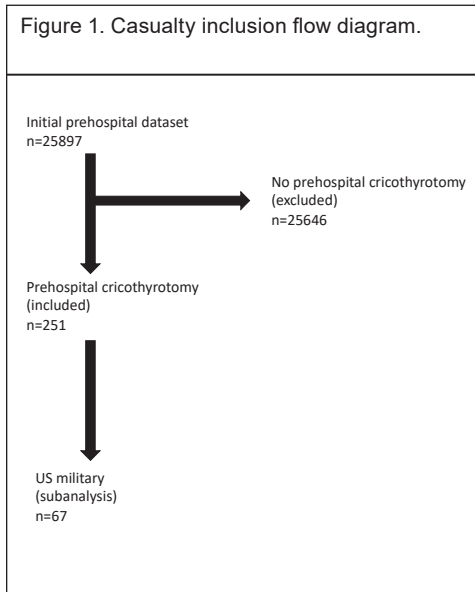 Figure 1. Casualty inclusion flow diagram.
Initial prehospital dataset
n=25897
No prehospital cricothyrotomy
(excluded)
n=25646
Prehospital cricothyrotomy
(included)
n=251
US military
(subanalysis)
n=67